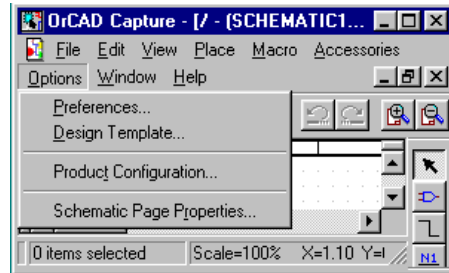 OrCAD Capture - [/ - (SCHEMATIC1...
File Edit View Place Macro Accessories
Options Window Help
Preferences...
Design Template...
Product Configuration...
Schematic Page Properties...
0 items selected Scale=100% X=1.10 Y=
N1